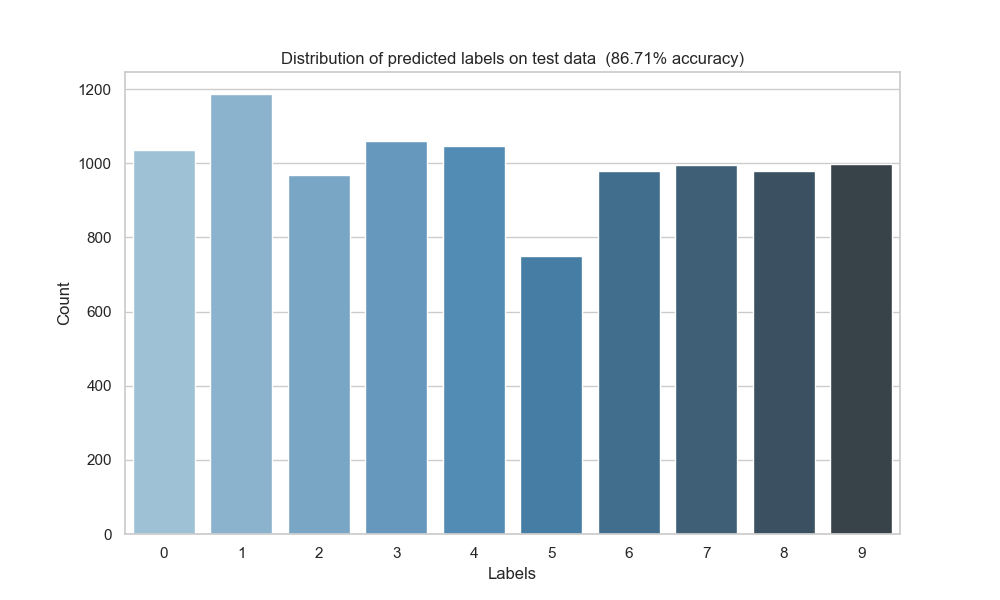 Distribution of predicted labels on test data  (86.71% accuracy)
1200
1000
800
600
400
200
0
Count
0 1 2 3 4 5 6 7 8 9
Labels